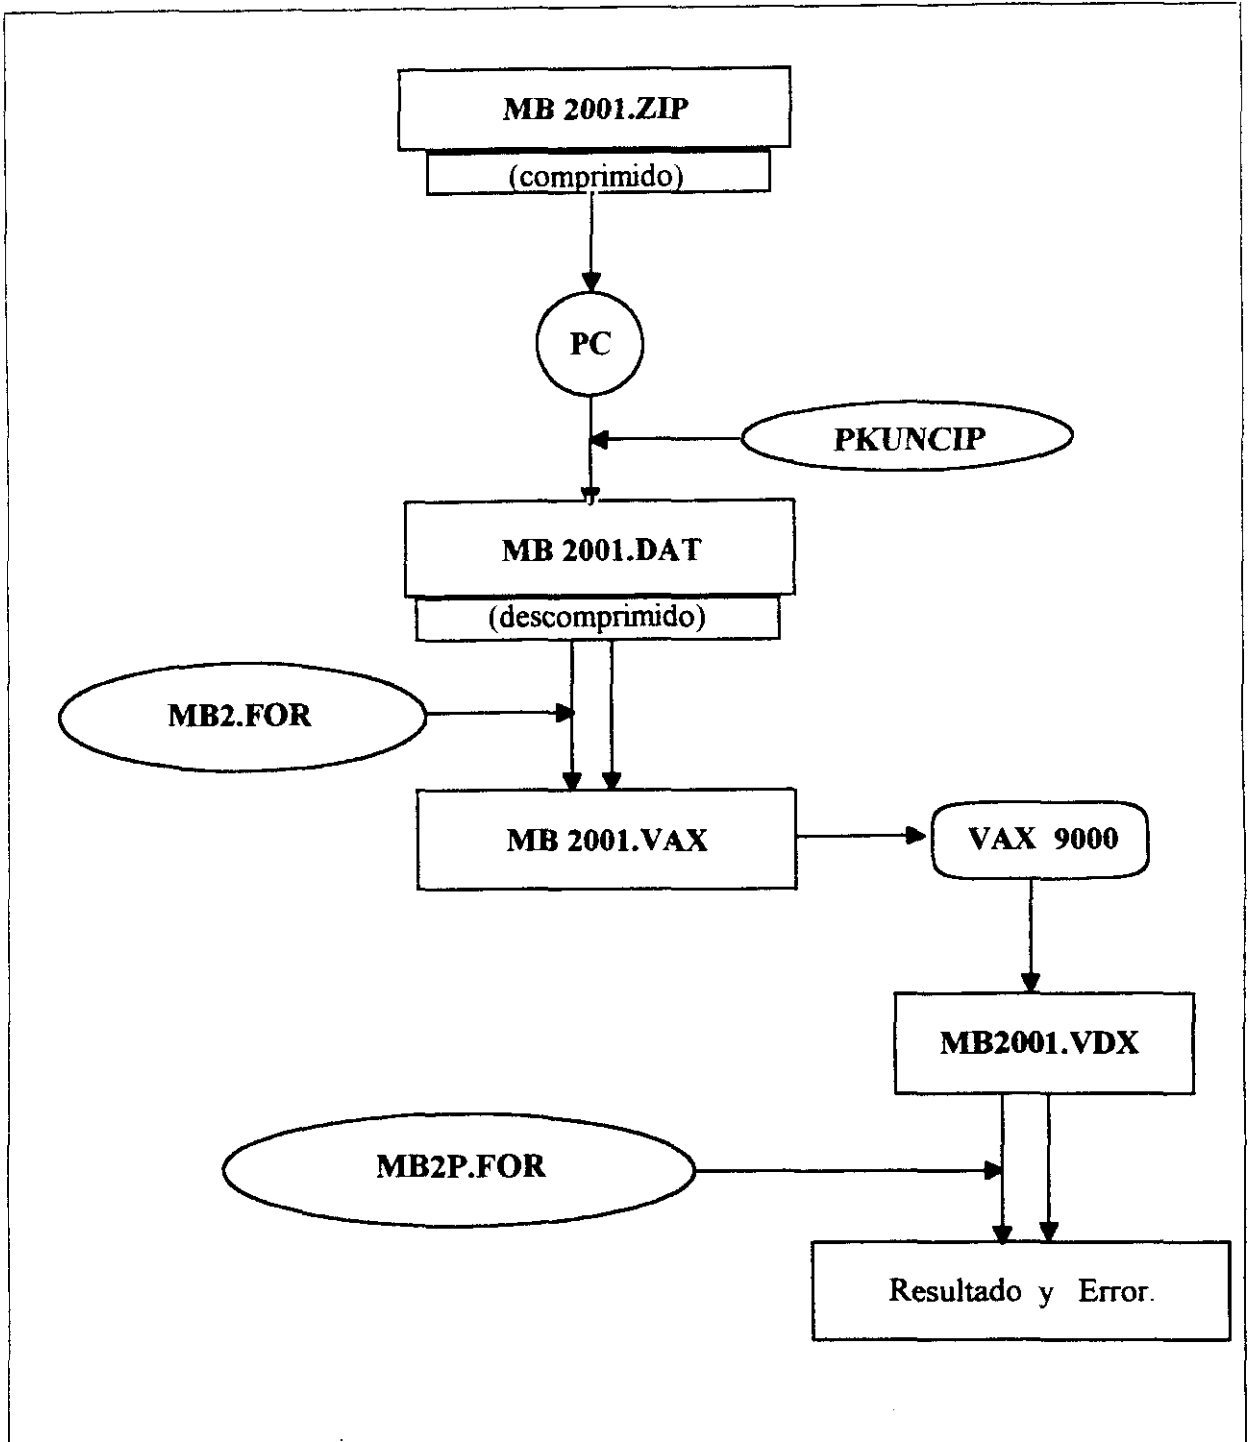 MB 2001.ZIP
(comprimido)
PC
PKUNCIP
MB 2001.DAT
(descomprimido)
MB2.FOR
MB 2001.VAX
VAX 9000
MB2001.VDX
MB2P.FOR
Resultado y Error.